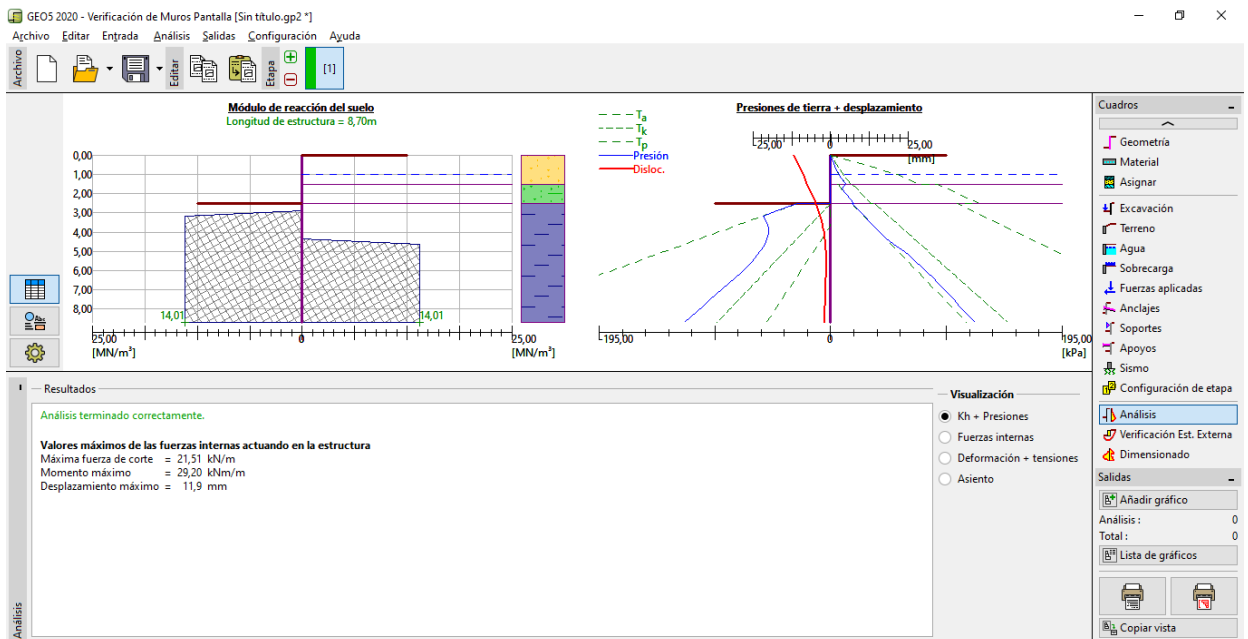 GEO5 2020 - Verificación de Muros Pantalla [Sin título.gp2 *]
Archivo Editar Entrada Análisis Salidas Configuración Ayuda
Archivo
Editar
Etapa
[1]
Módulo de reacción del suelo
Longitud de estructura = 8,70m
0,00
1,00
2,00
3,00
4,00
5,00
6,00
7,00
8,00
14,01
14,01
25,00 0 25,00
[MN/m³] [MN/m³]
Presiones de tierra + desplazamiento
Ta
Tk
Tp
Presión
Disloc.
-25,00 0 25,00
[mm]
-195,00 0 195,00
[kPa]
Análisis
Resultados
Análisis terminado correctamente.
Valores máximos de las fuerzas internas actuando en la estructura
Máxima fuerza de corte = 21,51 kN/m
Momento máximo = 29,20 kNm/m
Desplazamiento máximo = 11,9 mm
Visualización
Kh + Presiones
Fuerzas internas
Deformación + tensiones
Asiento
Cuadros
Geometría
Material
Asignar
Excavación
Terreno
Agua
Sobrecarga
Fuerzas aplicadas
Anclajes
Soportes
Apoyos
Sismo
Configuración de etapa
Análisis
Verificación Est. Externa
Dimensionado
Salidas
Añadir gráfico
Análisis : 0
Total : 0
Lista de gráficos
Copiar vista